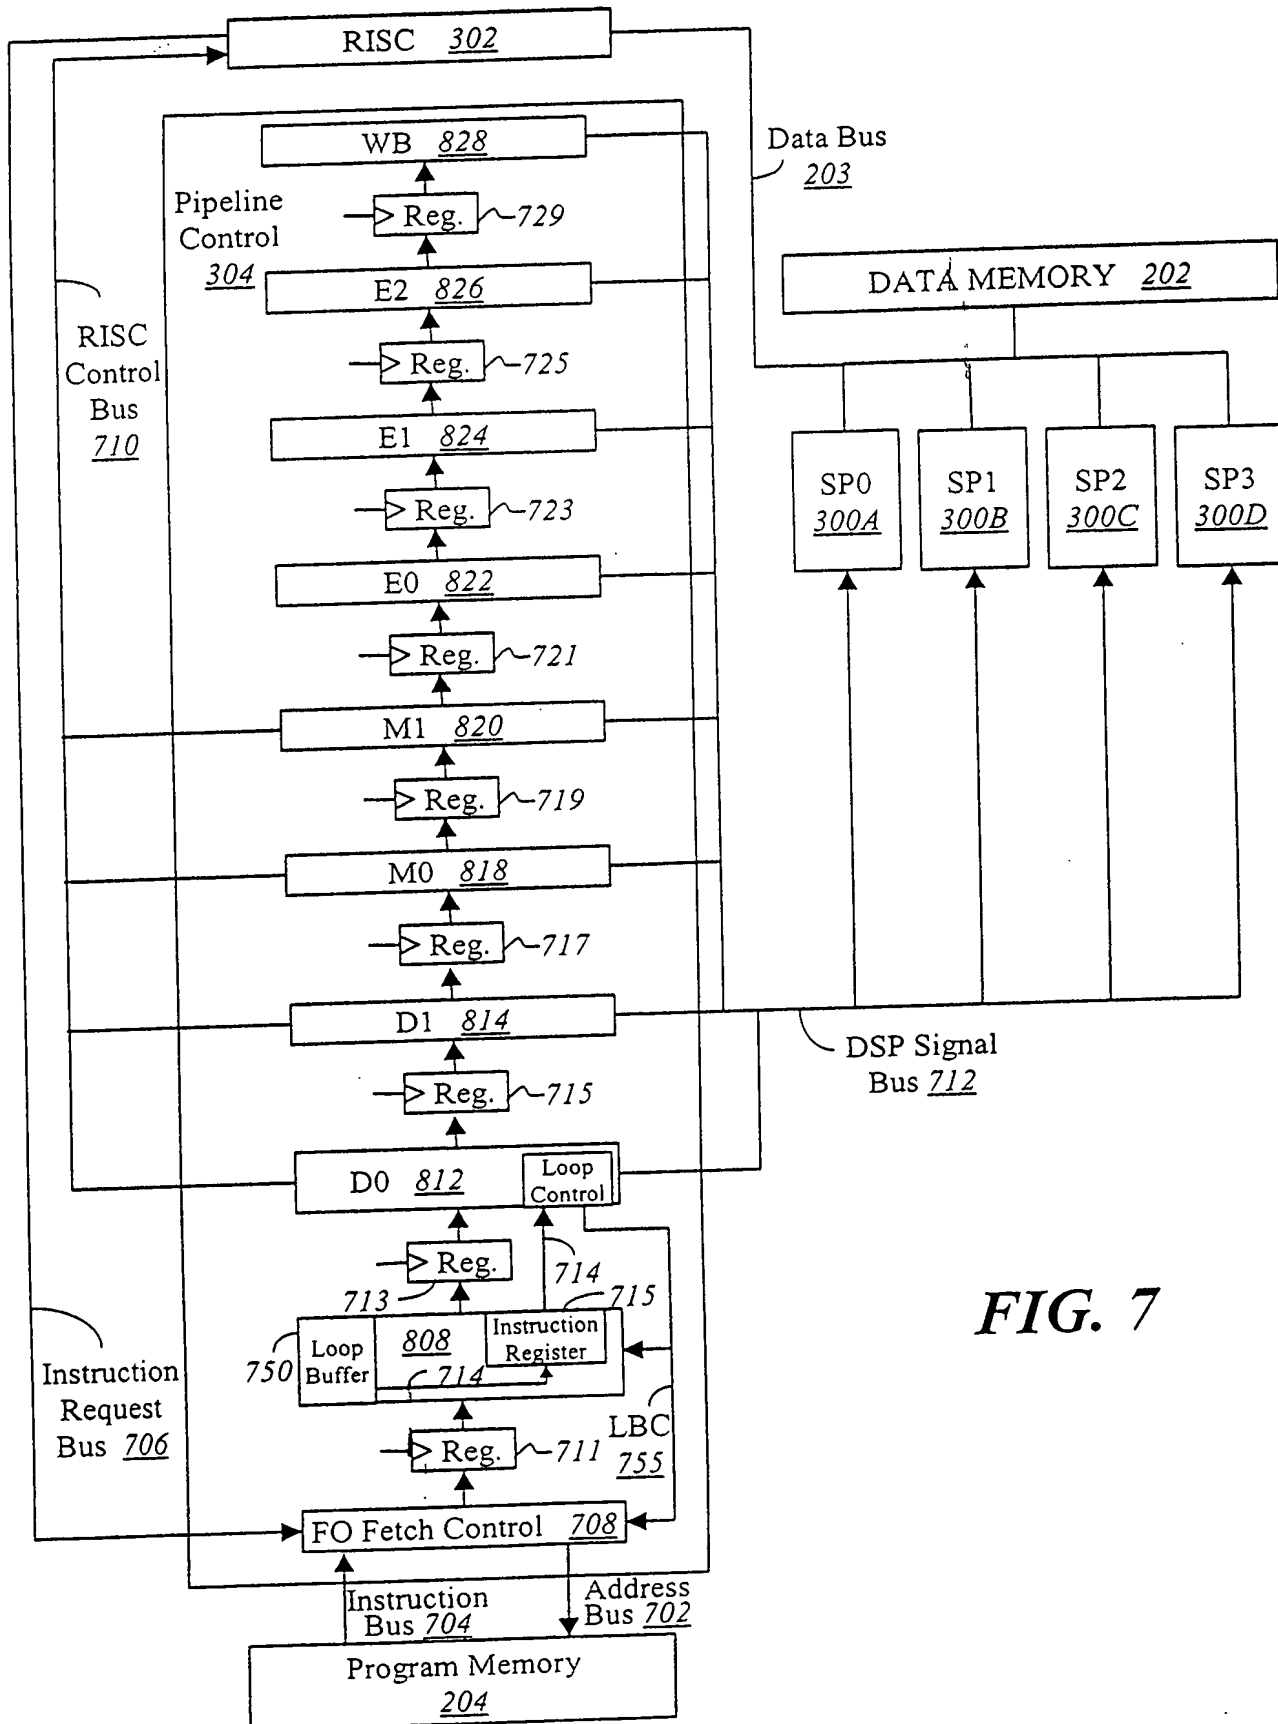 RISC 302
WB 828
Data Bus
203
Pipeline
Control
304
Reg. 729
E2 826
DATA MEMORY 202
RISC
Control
Bus
710
Reg. 725
E1 824
SP0
300A
SP1
300B
SP2
300C
SP3
300D
Reg. 723
E0 822
Reg. 721
M1 820
Reg. 719
M0 818
Reg. 717
D1 814
DSP Signal
Bus 712
Reg. 715
D0 812
Loop
Control
Reg.
713
714
715
750
Loop
Buffer
808
Instruction
Register
714
FIG. 7
Instruction
Request
Bus 706
Reg. 711
LBC
755
FO Fetch Control 708
Instruction
Bus 704
Address
Bus 702
Program Memory
204